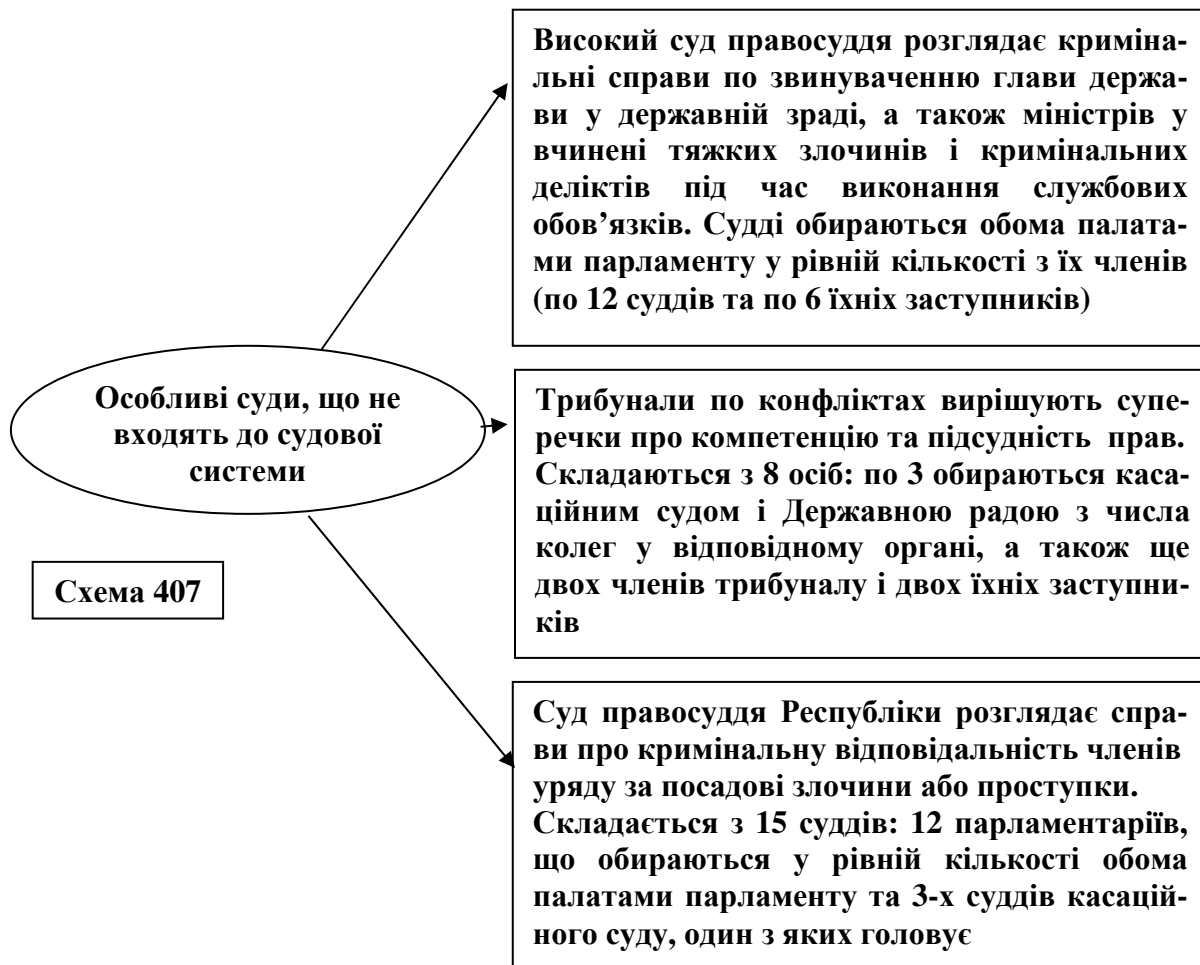 Високий суд правосуддя розглядає криміна-
льні справи по звинуваченню глави держа-
ви у державній зраді, а також міністрів у
вчинені тяжких злочинів і кримінальних
деліктів під час виконання службових
обов’язків. Судді обираються обома палата-
ми парламенту у рівній кількості з їх членів
(по 12 суддів та по 6 їхніх заступників)
Особливі суди, що не
входять до судової
системи
Трибунали по конфліктах вирішують супе-
речки про компетенцію та підсудність прав.
Складаються з 8 осіб: по 3 обираються каса-
ційним судом і Державною радою з числа
колег у відповідному органі, а також ще
двох членів трибуналу і двох їхніх заступни-
ків
Схема 407
Суд правосуддя Республіки розглядає спра-
ви про кримінальну відповідальність членів
уряду за посадові злочини або проступки.
Складається з 15 суддів: 12 парламентаріїв,
що обираються у рівній кількості обома
палатами парламенту та 3-х суддів касацій-
ного суду, один з яких головує